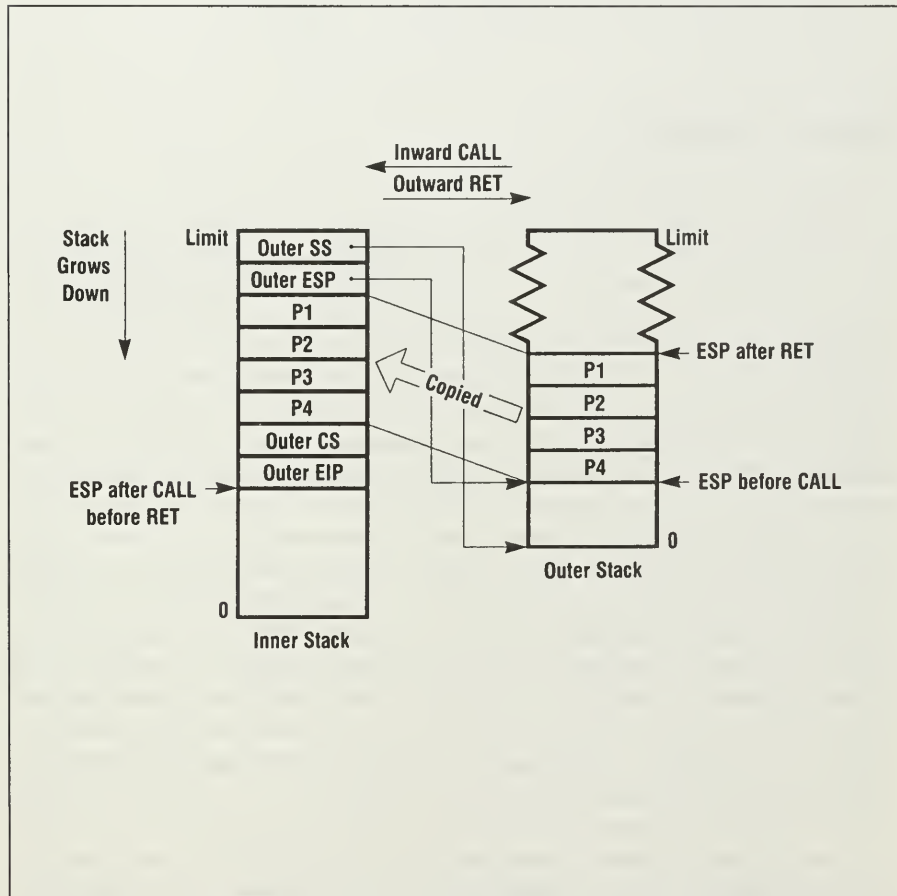 Inward CALL
Outward RET
Stack
Grows
Down
Limit
Outer SS
Outer ESP
P1
P2
P3
P4
Outer CS
Outer EIP
ESP after CALL
before RET
0
Inner Stack
Copied
Limit
ESP after RET
P1
P2
P3
P4
ESP before CALL
0
Outer Stack